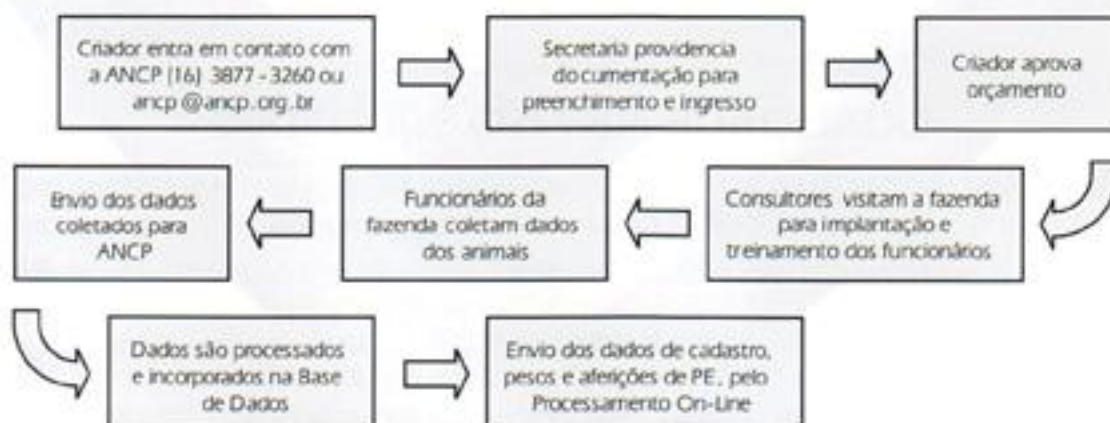 Criador entra em contato com
a ANCP (16) 3877-3260 ou
ancp@ancp.org.br
Secretaria providencia
documentação para
preenchimento e ingresso
Criador aprova
orçamento
Consultores visitam a fazenda
para implantação e
treinamento dos funcionários
Funcionários da
fazenda coletam dados
dos animais
Envio dos dados
coletados para
ANCP
Dados são processados
e incorporados na Base
de Dados
Envio dos dados de cadastro,
pesos e aferições de PE, pelo
Processamento On-Line